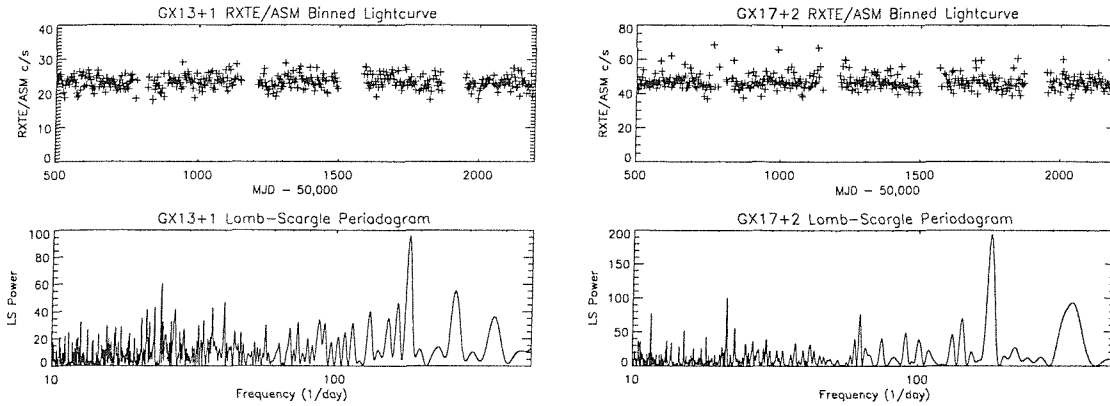 GX13+1 RXTE/ASM Binned Lightcurve
40
30
20
10
0
RXTE/ASM c/s
500
1000
1500
2000
MJD - 50,000
GX13+1 Lomb-Scargle Periodogram
100
80
60
40
20
0
LS Power
10
100
Frequency (1/day)
GX17+2 RXTE/ASM Binned Lightcurve
80
60
40
20
0
RXTE/ASM c/s
500
1000
1500
2000
MJD - 50,000
GX17+2 Lomb-Scargle Periodogram
200
150
100
50
0
LS Power
10
100
Frequency (1/day)